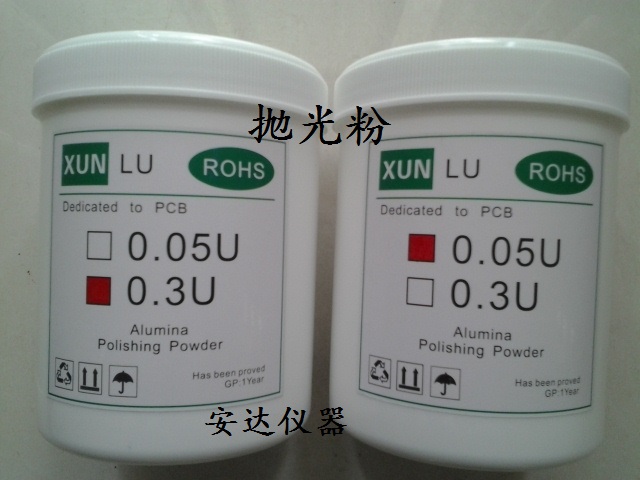 抛光粉
XUN LU ROHS
Dedicated to PCB
0.05U
0.3U
Alumina
Polishing Powder
Has been proved
GP:1Year
XUN LU ROHS
Dedicated to PCB
0.05U
0.3U
Alumina
Polishing Powder
Has been proved
GP:1Year
安达仪器